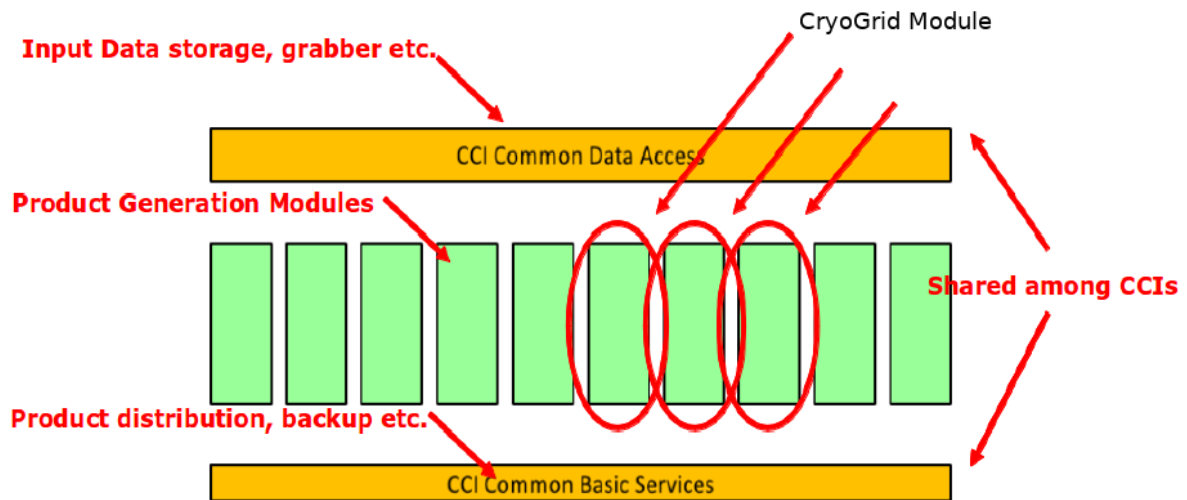 CryoGrid Module
Input Data storage, grabber etc.
CCI Common Data Access
Product Generation Modules
Shared among CCIs
Product distribution, backup etc.
CCI Common Basic Services